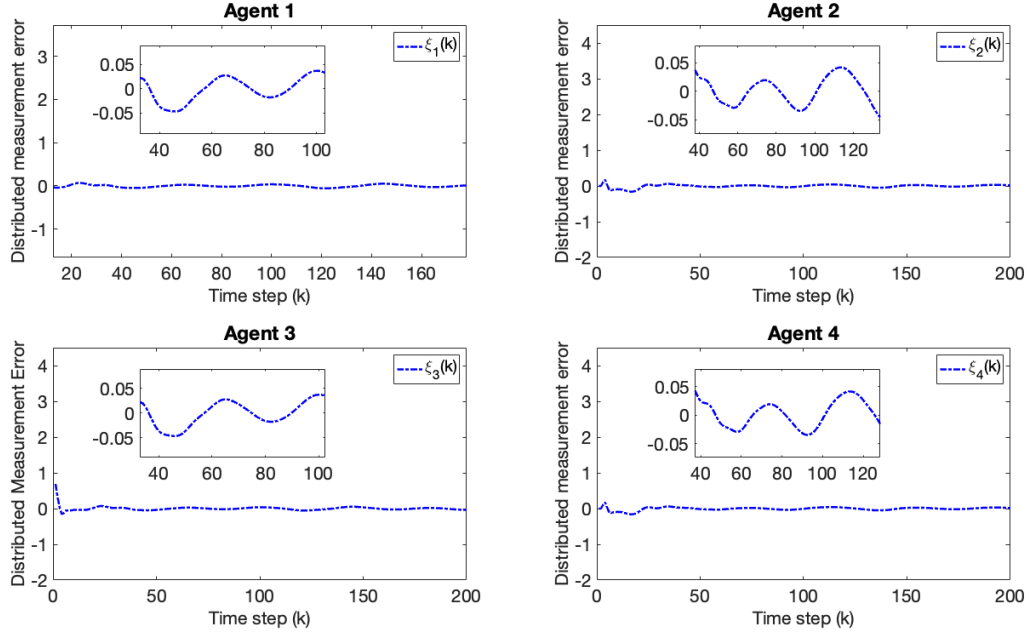 Agent 1
Distributed measurement error
3
2
1
0
-1
ξ1(k)
0.05
0
-0.05
40 60 80 100
20 40 60 80 100 120 140 160
Time step (k)
Agent 2
Distributed measurement error
4
3
2
1
0
-1
-2
ξ2(k)
0.05
0
-0.05
40 60 80 100 120
0 50 100 150 200
Time step (k)
Agent 3
Distributed Measurement Error
4
3
2
1
0
-1
-2
ξ3(k)
0.05
0
-0.05
40 60 80 100
0 50 100 150 200
Time step (k)
Agent 4
Distributed measurement error
4
3
2
1
0
-1
-2
ξ4(k)
0.05
0
-0.05
40 60 80 100 120
0 50 100 150 200
Time step (k)